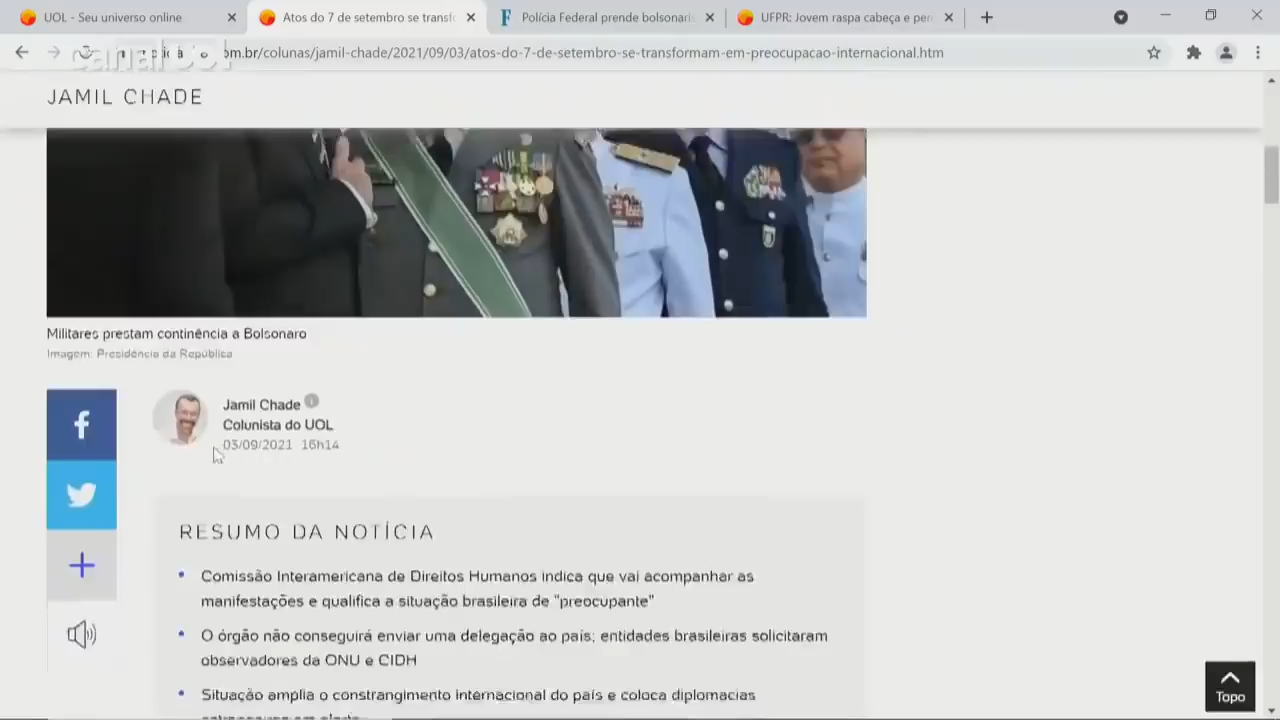 UOL - Seu universo online
Atos do 7 de setembro se transf
Polícia Federal prende bolsonaris
UFPR: Jovem raspa cabeça e per
om.br/colunas/jamil-chade/2021/09/03/atos-do-7-de-setembro-se-transformam-em-preocupacao-internacional.htm
canal UOL
JAMIL CHADE
Militares prestam continência a Bolsonaro
Imagem: Presidência da República
Jamil Chade
Colunista do UOL
03/09/2021 16h14
RESUMO DA NOTÍCIA
Comissão Interamericana de Direitos Humanos indica que vai acompanhar as
manifestações e qualifica a situação brasileira de "preocupante"
O órgão não conseguirá enviar uma delegação ao país; entidades brasileiras solicitaram
observadores da ONU e CIDH
Situação amplia o constrangimento internacional do país e coloca diplomacias
Topo